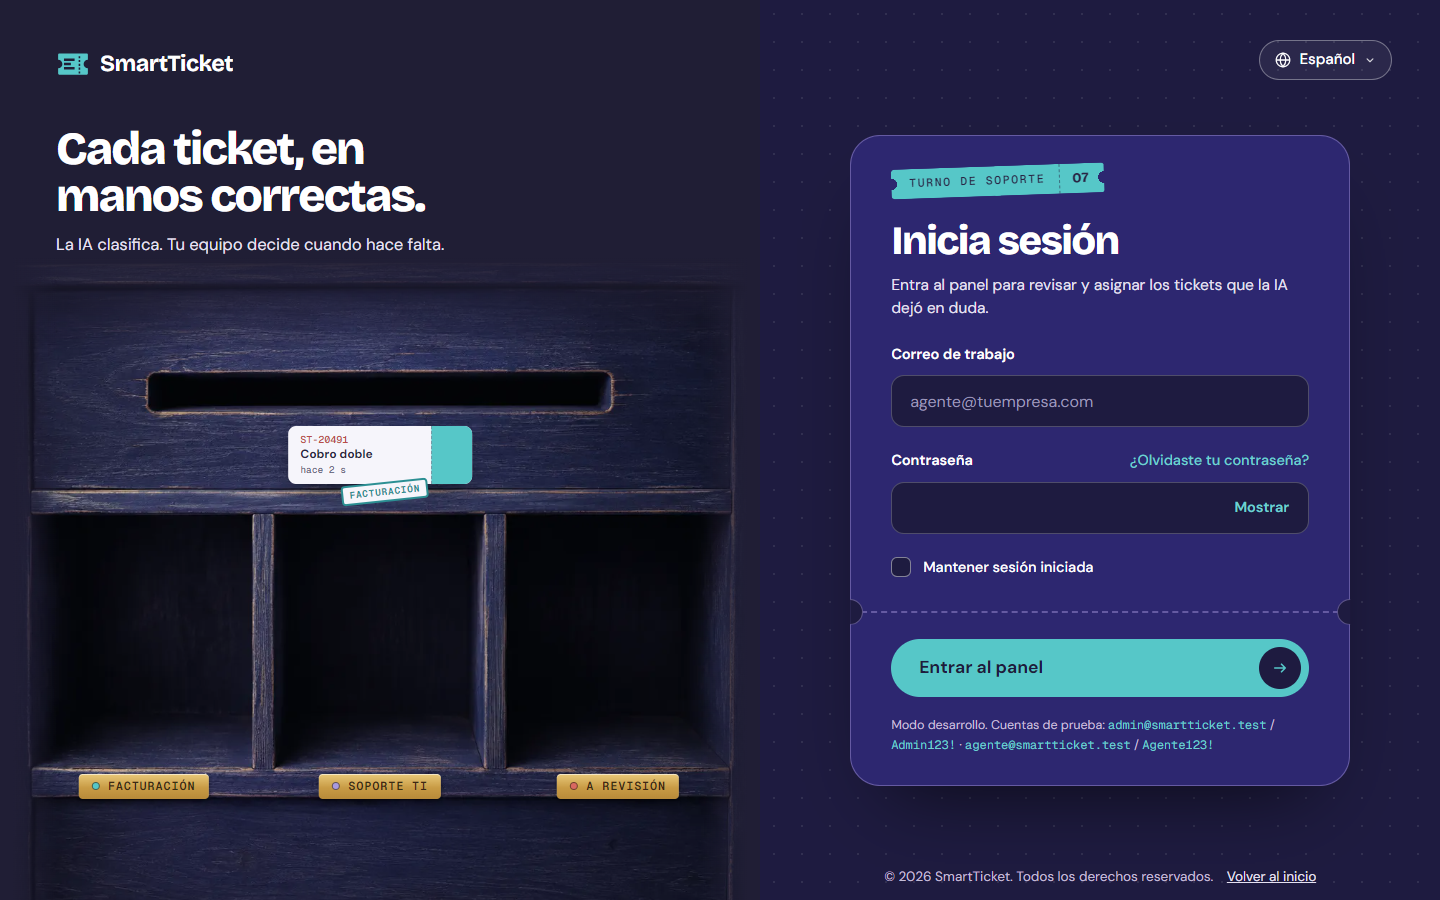 SmartTicket
Español
Cada ticket, en
manos correctas.
La IA clasifica. Tu equipo decide cuando hace falta.
ST-20491
Cobro doble
hace 2 s
FACTURACIÓN
FACTURACIÓN
SOPORTE TI
A REVISIÓN
TURNO DE SOPORTE 07
Inicia sesión
Entra al panel para revisar y asignar los tickets que la IA
dejó en duda.
Correo de trabajo
agente@tuempresa.com
Contraseña ¿Olvidaste tu contraseña?
Mostrar
Mantener sesión iniciada
Entrar al panel
Modo desarrollo. Cuentas de prueba: admin@smartticket.test /
Admin123! · agente@smartticket.test / Agente123!
© 2026 SmartTicket. Todos los derechos reservados. Volver al inicio